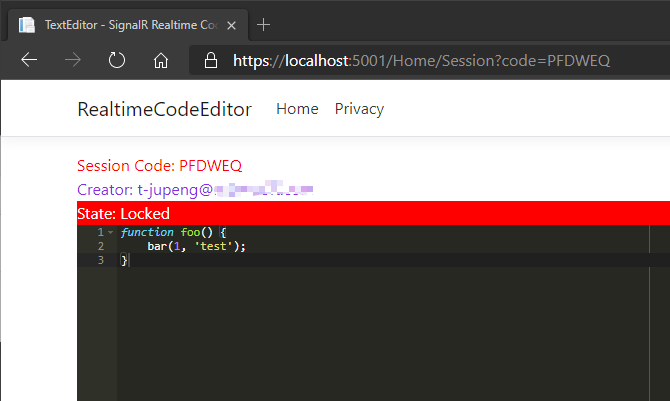 TextEditor - SignalR Realtime Co
https://localhost:5001/Home/Session?code=PFDWEQ
RealtimeCodeEditor Home Privacy
Session Code: PFDWEQ
Creator: t-jupeng@
State: Locked
1 function foo() {
2 bar(1, 'test');
3 }